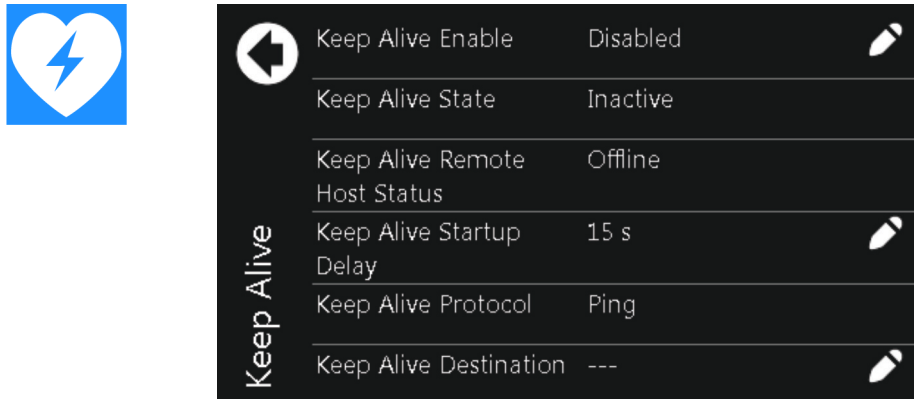 Keep Alive Enable Disabled
Keep Alive State Inactive
Keep Alive Remote Offline
Host Status
Keep Alive Startup 15 s
Delay
Keep Alive Protocol Ping
Keep Alive Destination ---
Keep Alive